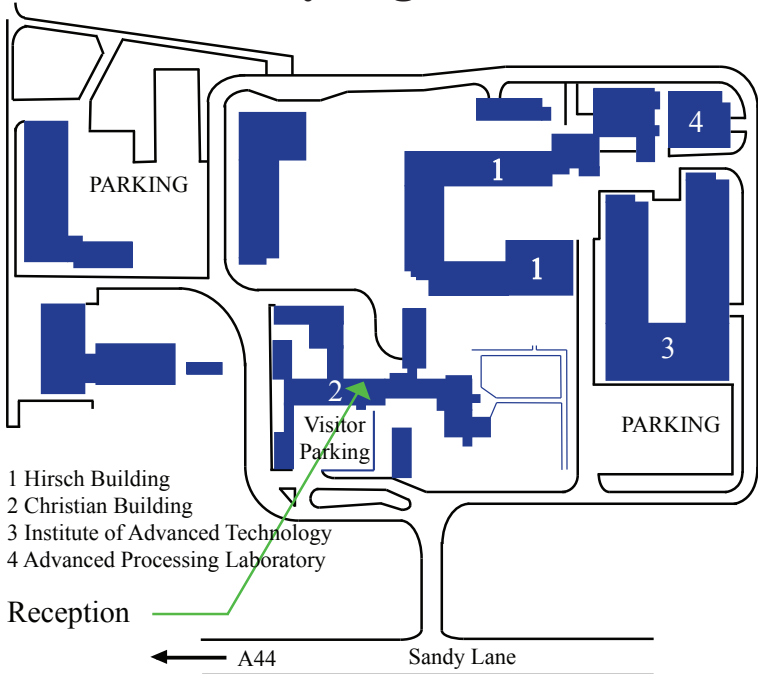 4
1
PARKING
1
3
2
Visitor
Parking
PARKING
1 Hirsch Building
2 Christian Building
3 Institute of Advanced Technology
4 Advanced Processing Laboratory
Reception
A44
Sandy Lane